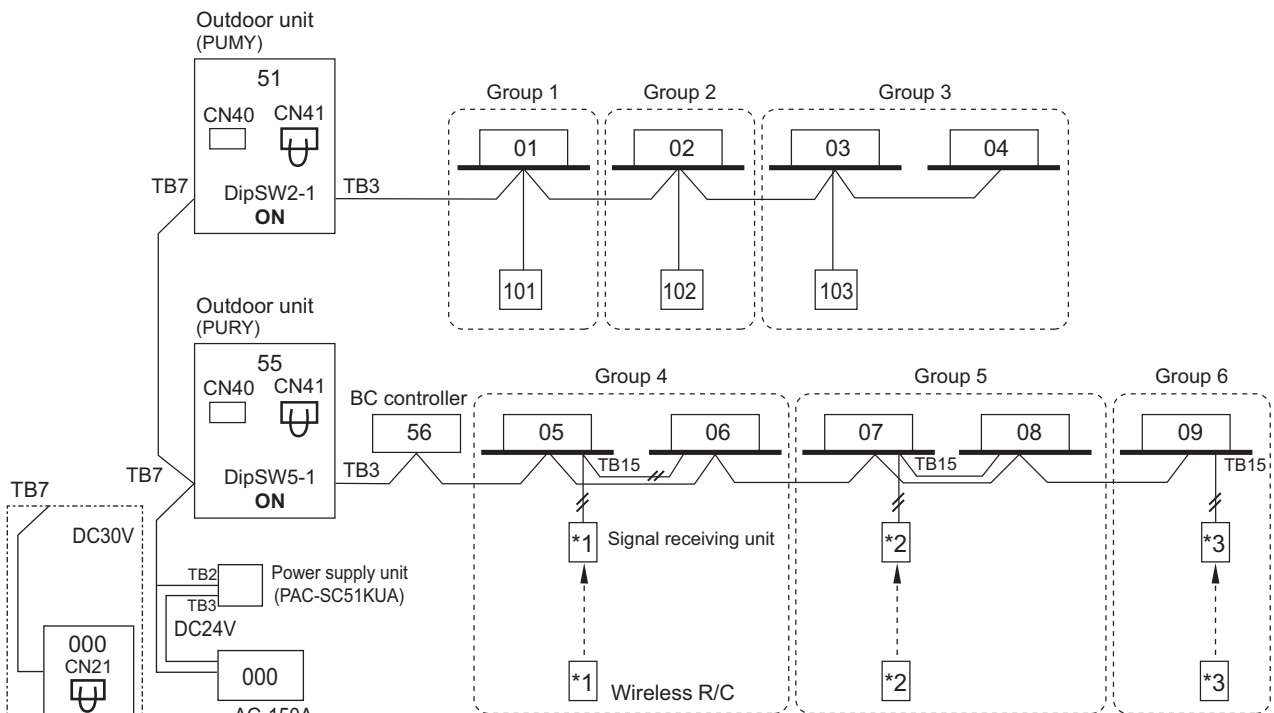 Outdoor unit
(PUMY)
51
CN40 CN41
DipSW2-1
ON
TB7
TB3
Group 1
Group 2
Group 3
01
02
03
04
101
102
103
Outdoor unit
(PURY)
55
CN40 CN41
DipSW5-1
ON
TB7
TB3
BC controller
56
Group 4
Group 5
Group 6
05
06
07
08
09
TB15
TB15
TB15
*1
Signal receiving unit
*2
*3
*1
Wireless R/C
*2
*3
TB7
DC30V
000
CN21
TB2
TB3
Power supply unit
(PAC-SC51KUA)
DC24V
000
AG-150A